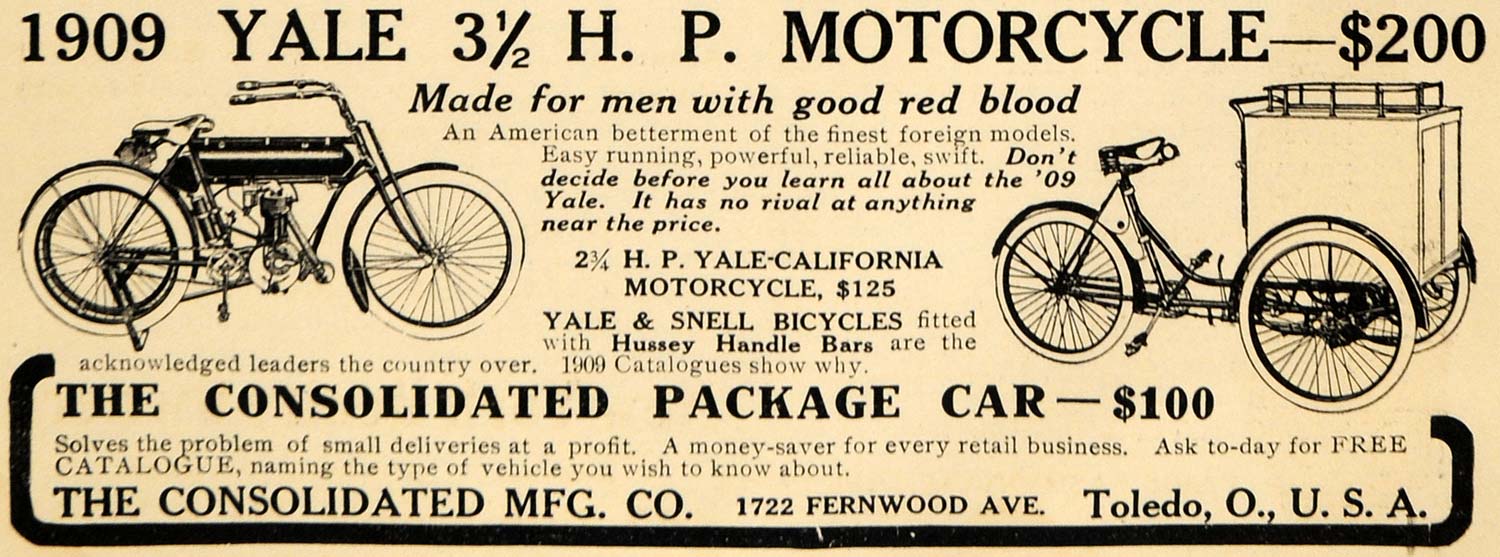 1909 YALE 3½ H. P. MOTORCYCLE—$200
Made for men with good red blood
An American betterment of the finest foreign models.
Easy running, powerful, reliable, swift. Don't
decide before you learn all about the '09
Yale. It has no rival at anything
near the price.
2¾ H. P. YALE-CALIFORNIA
MOTORCYCLE, $125
YALE & SNELL BICYCLES fitted
with Hussey Handle Bars are the
acknowledged leaders the country over. 1909 Catalogues show why.
THE CONSOLIDATED PACKAGE CAR—$100
Solves the problem of small deliveries at a profit. A money-saver for every retail business. Ask to-day for FREE
CATALOGUE, naming the type of vehicle you wish to know about.
THE CONSOLIDATED MFG. CO. 1722 FERNWOOD AVE. Toledo, O., U. S. A.